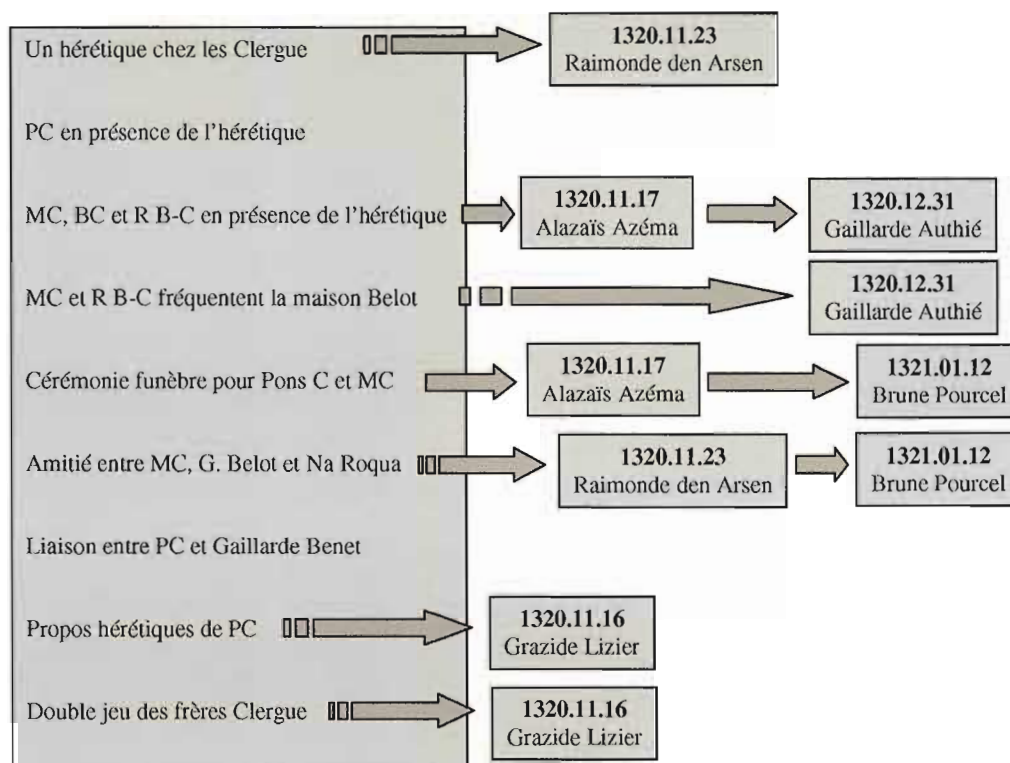 Un hérétique chez les Clergue
1320.11.23
Raimonde den Arsen
PC en présence de l'hérétique
MC, BC et R B-C en présence de l'hérétique
1320.11.17
Alazaïs Azéma
1320.12.31
Gaillarde Authié
MC et R B-C fréquentent la maison Belot
1320.12.31
Gaillarde Authié
Cérémonie funèbre pour Pons C et MC
1320.11.17
Alazaïs Azéma
1321.01.12
Brune Pourcel
Amitié entre MC, G. Belot et Na Roqua
1320.11.23
Raimonde den Arsen
1321.01.12
Brune Pourcel
Liaison entre PC et Gaillarde Benet
Propos hérétiques de PC
1320.11.16
Grazide Lizier
Double jeu des frères Clergue
1320.11.16
Grazide Lizier